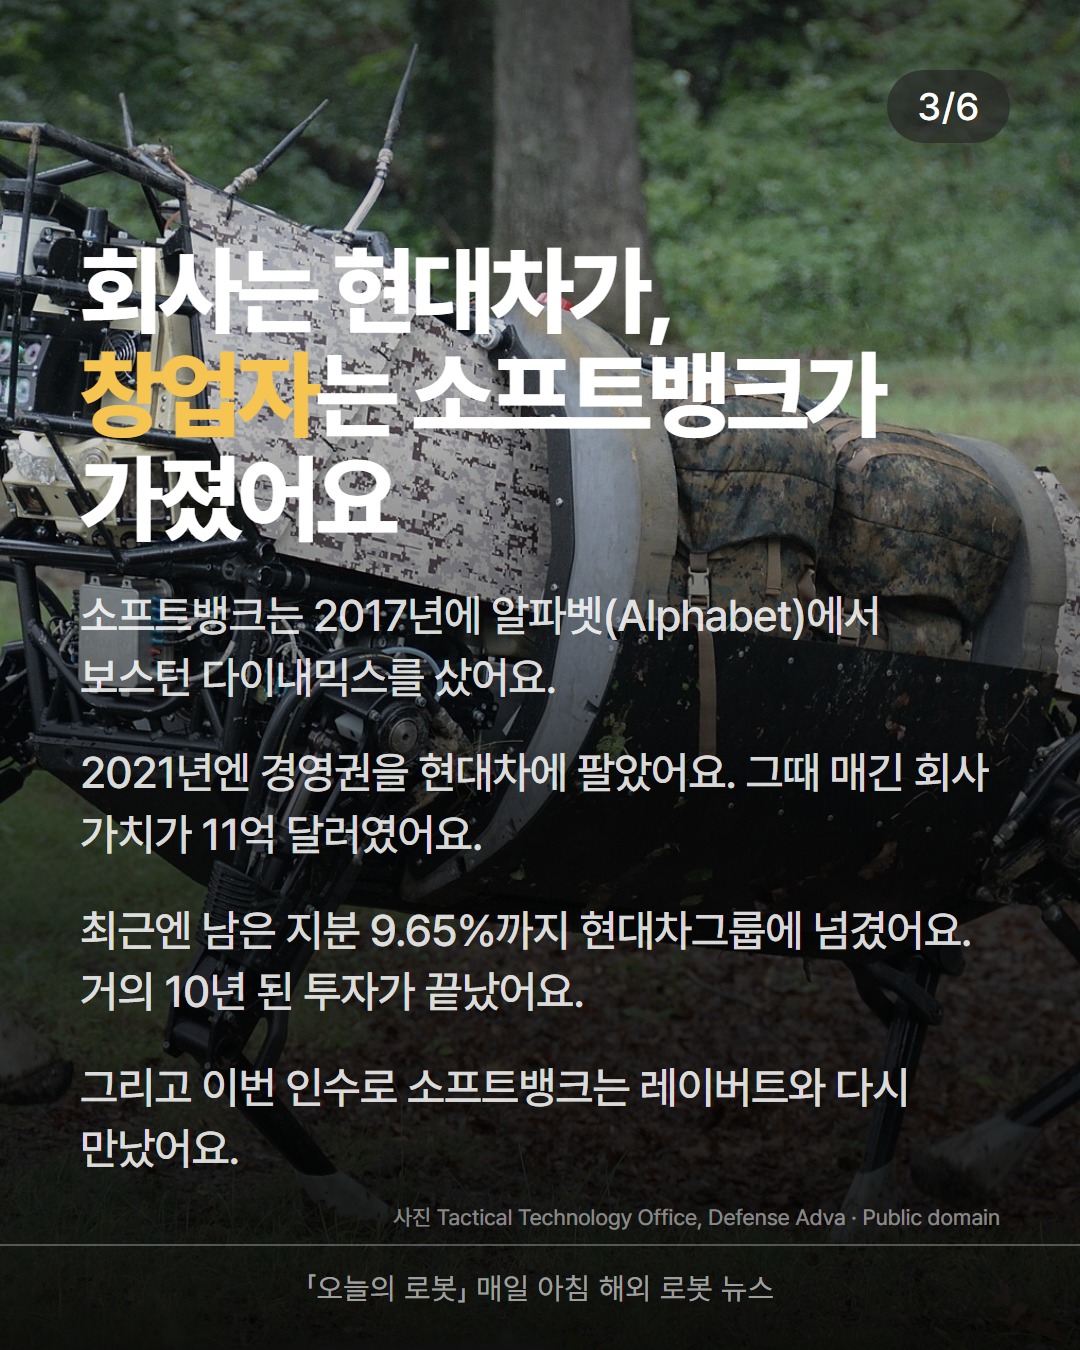 3/6
회사는 현대차가,
창업자는 소프트뱅크가
가졌어요
소프트뱅크는 2017년에 알파벳(Alphabet)에서
보스턴 다이내믹스를 샀어요.
2021년엔 경영권을 현대차에 팔았어요. 그때 매긴 회사
가치가 11억 달러였어요.
최근엔 남은 지분 9.65%까지 현대차그룹에 넘겼어요.
거의 10년 된 투자가 끝났어요.
그리고 이번 인수로 소프트뱅크는 레이버트와 다시
만났어요.
사진 Tactical Technology Office, Defense Adva · Public domain
「오늘의 로봇」 매일 아침 해외 로봇 뉴스